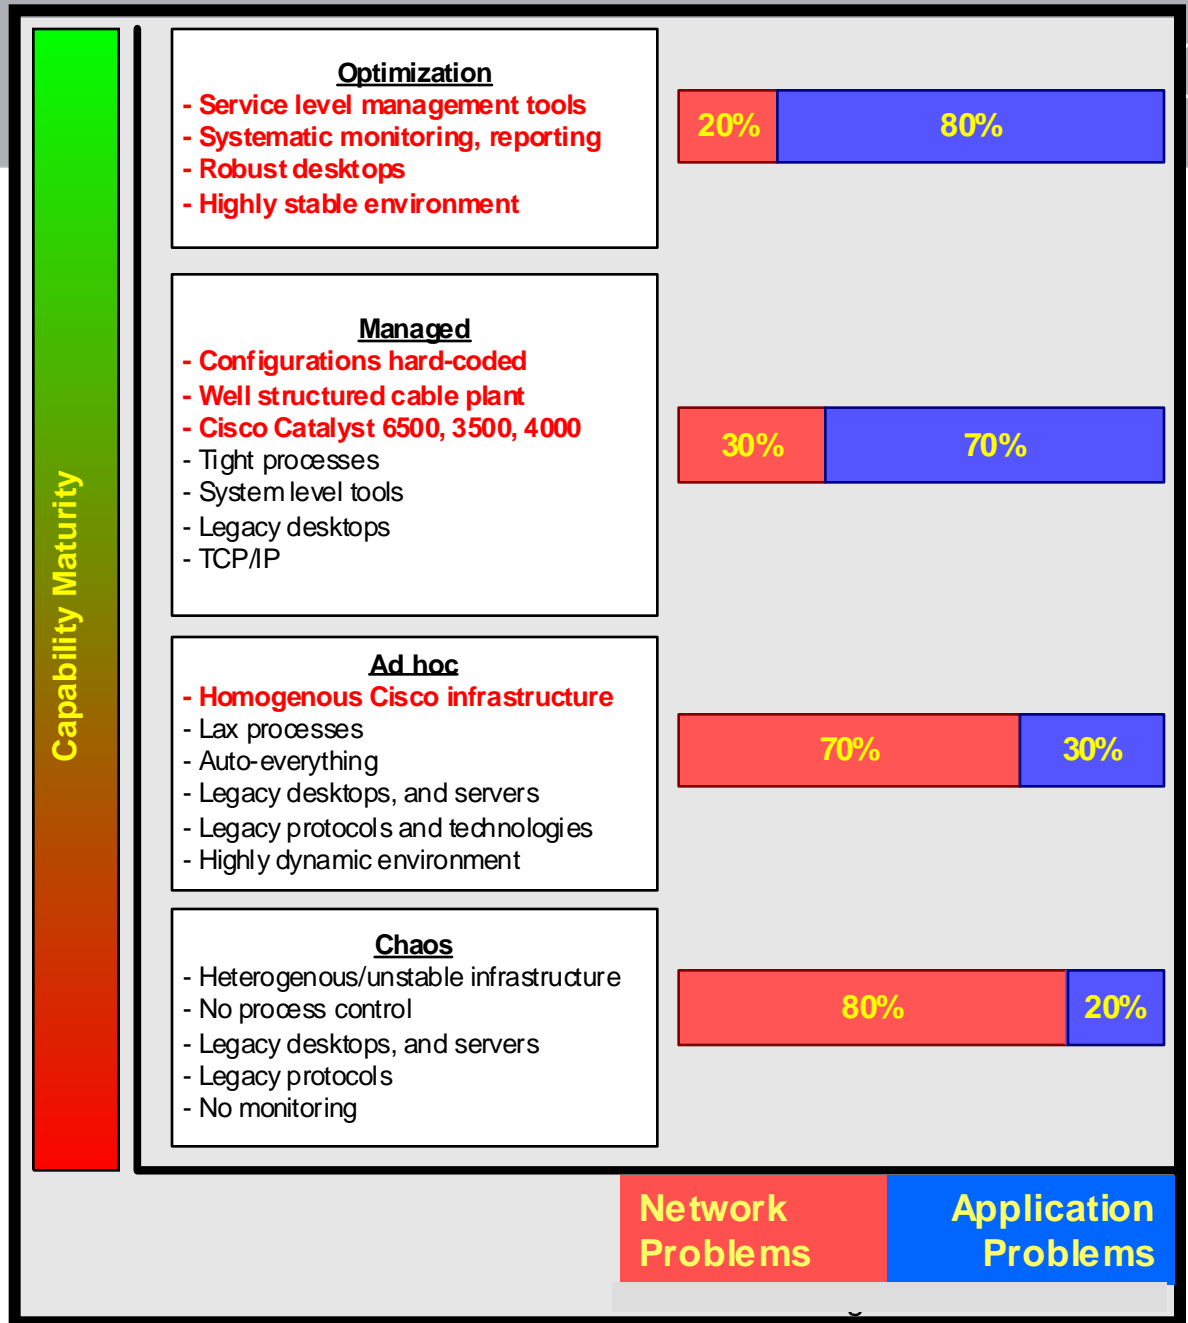 Capability Maturity
Optimization
- Service level management tools
- Systematic monitoring, reporting
- Robust desktops
- Highly stable environment
20%
80%
Managed
- Configurations hard-coded
- Well structured cable plant
- Cisco Catalyst 6500, 3500, 4000
- Tight processes
- System level tools
- Legacy desktops
- TCP/IP
30%
70%
Ad hoc
- Homogenous Cisco infrastructure
- Lax processes
- Auto-everything
- Legacy desktops, and servers
- Legacy protocols and technologies
- Highly dynamic environment
70%
30%
Chaos
- Heterogenous/unstable infrastructure
- No process control
- Legacy desktops, and servers
- Legacy protocols
- No monitoring
80%
20%
Network
Problems
Application
Problems